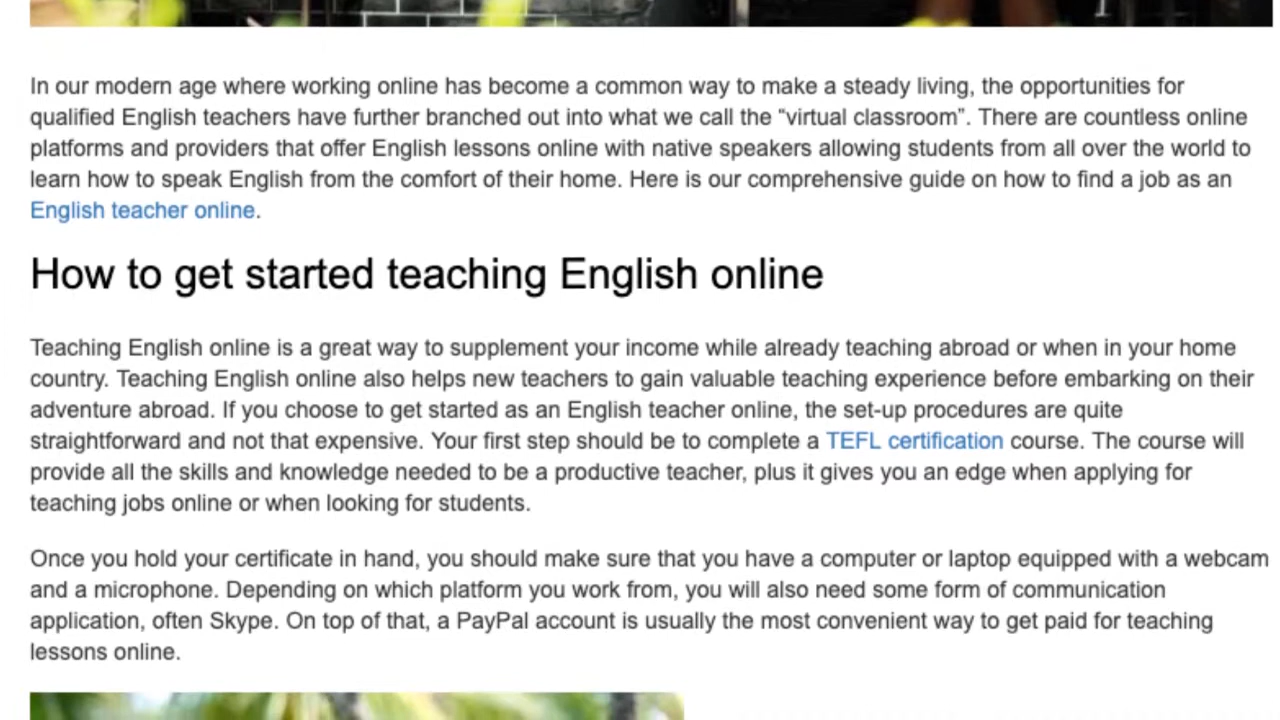 In our modern age where working online has become a common way to make a steady living, the opportunities for
qualified English teachers have further branched out into what we call the “virtual classroom”. There are countless online
platforms and providers that offer English lessons online with native speakers allowing students from all over the world to
learn how to speak English from the comfort of their home. Here is our comprehensive guide on how to find a job as an
English teacher online.
How to get started teaching English online
Teaching English online is a great way to supplement your income while already teaching abroad or when in your home
country. Teaching English online also helps new teachers to gain valuable teaching experience before embarking on their
adventure abroad. If you choose to get started as an English teacher online, the set-up procedures are quite
straightforward and not that expensive. Your first step should be to complete a TEFL certification course. The course will
provide all the skills and knowledge needed to be a productive teacher, plus it gives you an edge when applying for
teaching jobs online or when looking for students.
Once you hold your certificate in hand, you should make sure that you have a computer or laptop equipped with a webcam
and a microphone. Depending on which platform you work from, you will also need some form of communication
application, often Skype. On top of that, a PayPal account is usually the most convenient way to get paid for teaching
lessons online.